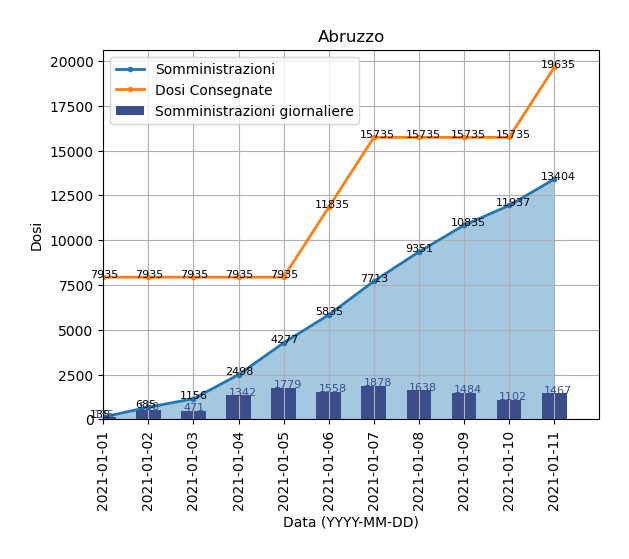 Abruzzo
Somministrazioni
Dosi Consegnate
Somministrazioni giornaliere
Dosi
20000
17500
15000
12500
10000
7500
5000
2500
0
19635
15735 15735 15735 15735
13404
11835
11937
10835
9351
7935 7935 7935 7935 7935
7713
5835
4277
2498
1156
685
135
471 1342 1779 1558 1878 1638 1484 1102 1467
2021-01-01 2021-01-02 2021-01-03 2021-01-04 2021-01-05 2021-01-06 2021-01-07 2021-01-08 2021-01-09 2021-01-10 2021-01-11
Data (YYYY-MM-DD)